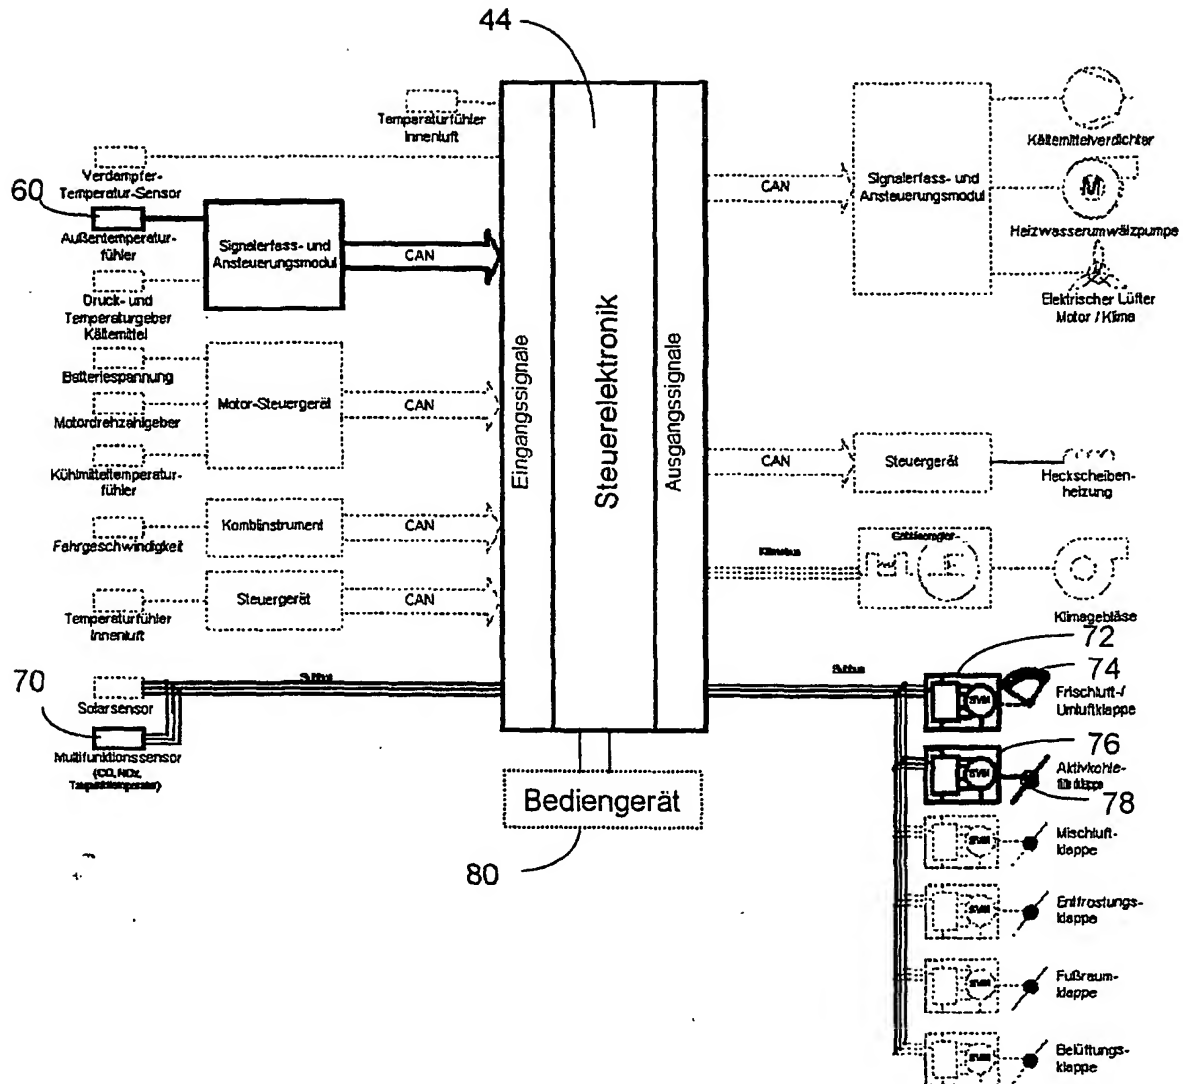 44
Temperaturfühler
Innenluft
Verdampfer-
Temperatur-Sensor
60
Außentemperatur-
fühler
Signalerfass- und
Ansteuerungsmodul
CAN
Druck- und
Temperaturgeber
Kältemittel
Batteriespannung
Motordrehzahlgeber
Motor-Steuergerät
CAN
Kühlmitteltemperatur-
fühler
Kombiinstrument
CAN
Fahrgeschwindigkeit
Steuergerät
CAN
Temperaturfühler
Innenluft
70
Solarsensor
Multifunktionssensor
(CO, NOx,
Eingangssignale
Steuerelektronik
Ausgangssignale
Bediengerät
80
CAN
Signalerfass- und
Ansteuerungsmodul
Kältemittelverdichter
M
Heizwasserumwälzpumpe
Elektrischer Lüfter
Motor / Klima
CAN
Steuergerät
Heckscheiben-
heizung
Klimagebläse
72
74
Frischluft-/
Umluftklappe
76
Aktivkohle-
78
Mischluft-
klappe
Entfrostungs-
klappe
Fußraum-
klappe
Belüftungs-
klappe